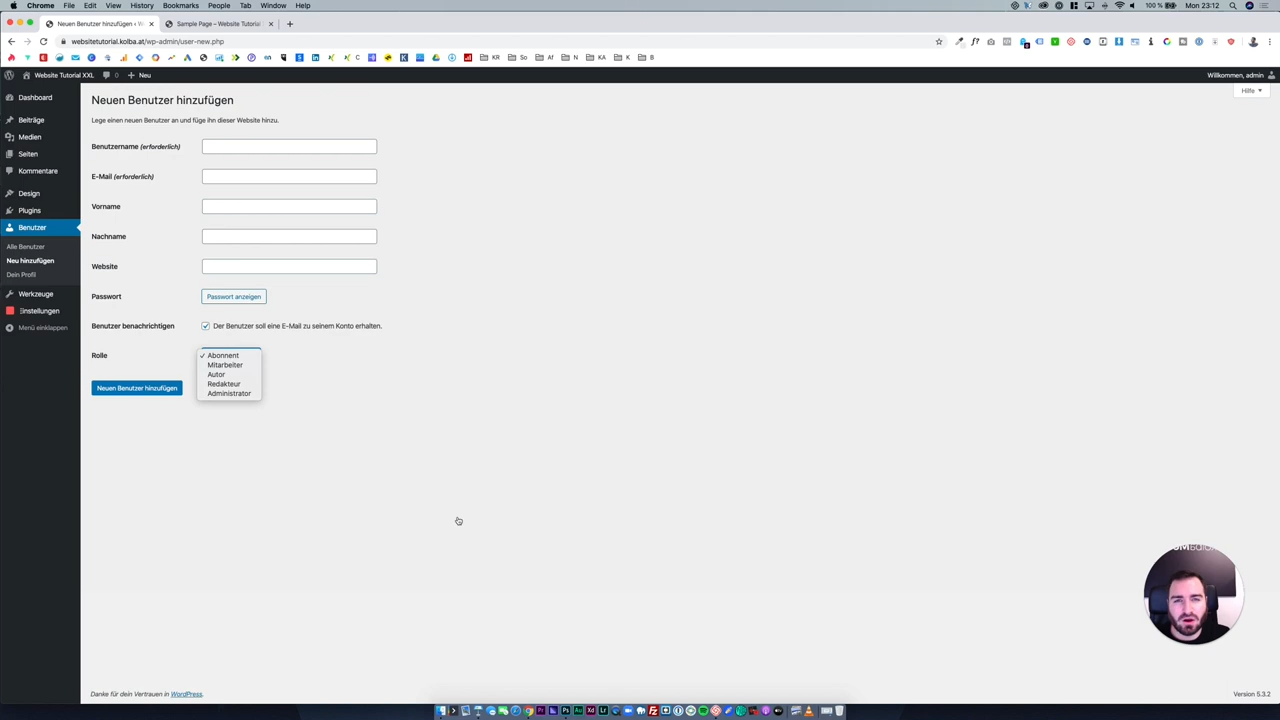 Chrome File Edit View History Bookmarks People Tab Window Help
100 % Mon 23:12
Neuen Benutzer hinzufügen ‹ W
Sample Page – Website Tutorial
websitetutorial.kolba.at/wp-admin/user-new.php
C KR So Af N KA K B
Website Tutorial XXL 0 Neu
Willkommen, admin
Hilfe
Dashboard
Beiträge
Medien
Seiten
Kommentare
Design
Plugins
Benutzer
Alle Benutzer
Neu hinzufügen
Dein Profil
Werkzeuge
Einstellungen
Menü einklappen
Neuen Benutzer hinzufügen
Lege einen neuen Benutzer an und füge ihn dieser Website hinzu.
Benutzername (erforderlich)
E-Mail (erforderlich)
Vorname
Nachname
Website
Passwort Passwort anzeigen
Benutzer benachrichtigen Der Benutzer soll eine E-Mail zu seinem Konto erhalten.
Rolle
Abonnent
Mitarbeiter
Autor
Redakteur
Administrator
Neuen Benutzer hinzufügen
Danke für dein Vertrauen in WordPress.
Version 5.3.2